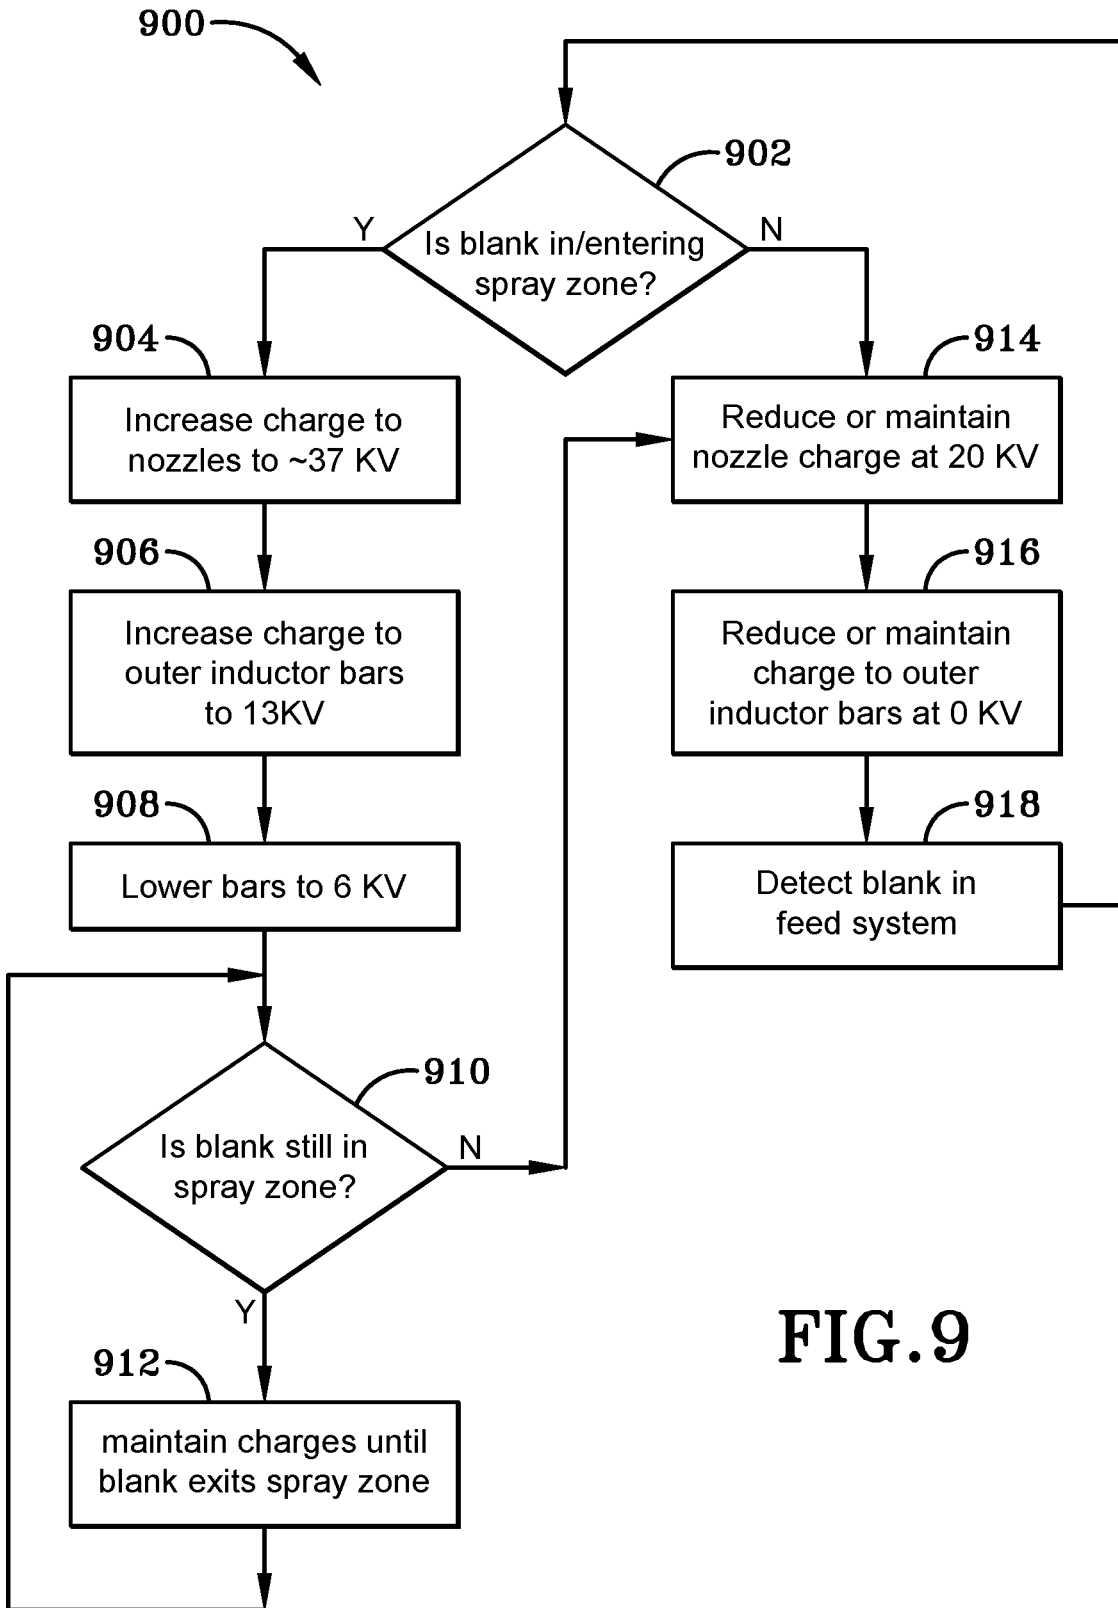 900
902
Y
N
Is blank in/entering
spray zone?
904
Increase charge to
nozzles to ~37 KV
914
Reduce or maintain
nozzle charge at 20 KV
906
Increase charge to
outer inductor bars
to 13KV
916
Reduce or maintain
charge to outer
inductor bars at 0 KV
908
Lower bars to 6 KV
918
Detect blank in
feed system
910
Is blank still in
spray zone?
N
Y
912
maintain charges until
blank exits spray zone
FIG.9